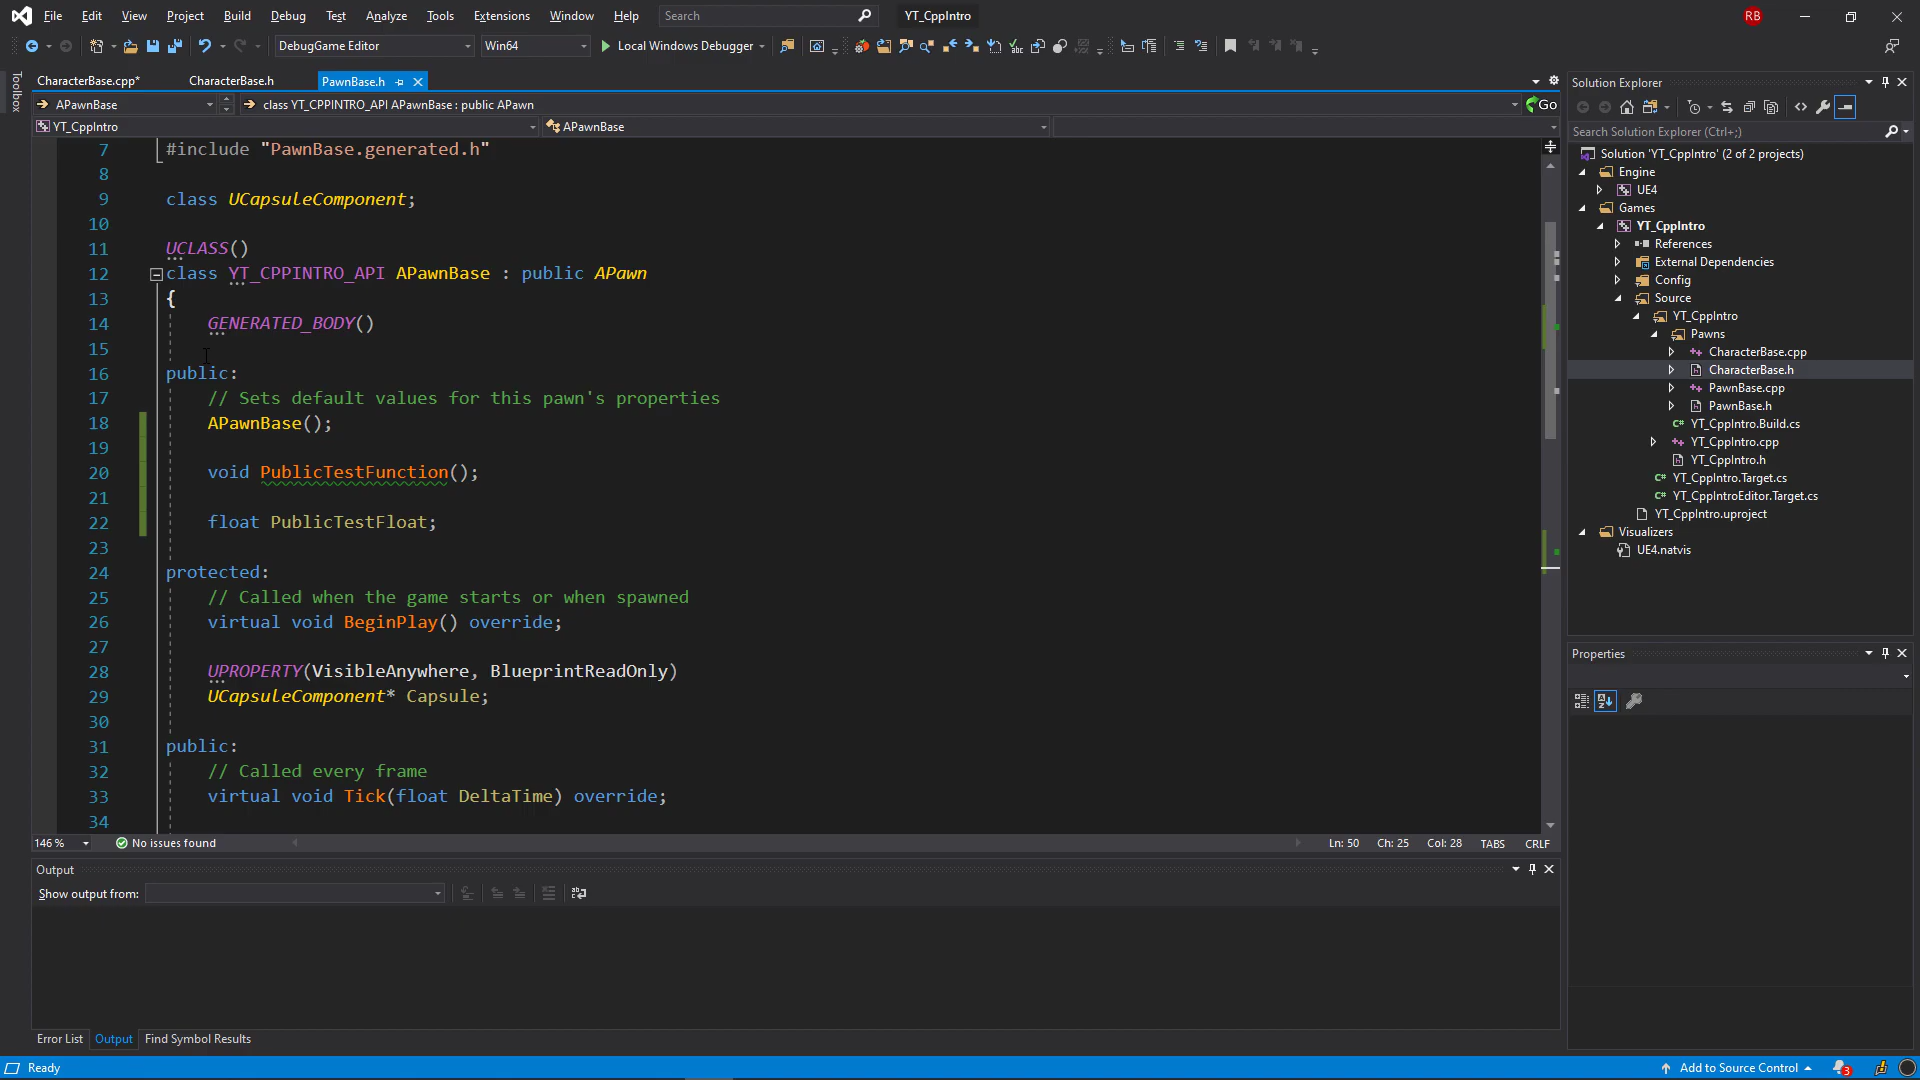 File Edit View Project Build Debug Test Analyze Tools Extensions Window Help Search YT_CppIntro RB
DebugGame Editor Win64 Local Windows Debugger
Toolbox
CharacterBase.cpp* CharacterBase.h PawnBase.h
APawnBase class YT_CPPINTRO_API APawnBase : public APawn Go
YT_CppIntro APawnBase
7 #include "PawnBase.generated.h"
8
9 class UCapsuleComponent;
10
11 UCLASS()
12 class YT_CPPINTRO_API APawnBase : public APawn
13 {
14 GENERATED_BODY()
15
16 public:
17 // Sets default values for this pawn's properties
18 APawnBase();
19
20 void PublicTestFunction();
21
22 float PublicTestFloat;
23
24 protected:
25 // Called when the game starts or when spawned
26 virtual void BeginPlay() override;
27
28 UPROPERTY(VisibleAnywhere, BlueprintReadOnly)
29 UCapsuleComponent* Capsule;
30
31 public:
32 // Called every frame
33 virtual void Tick(float DeltaTime) override;
34
146 % No issues found Ln: 50 Ch: 25 Col: 28 TABS CRLF
Output
Show output from:
Error List Output Find Symbol Results
Solution Explorer
Search Solution Explorer (Ctrl+;)
Solution 'YT_CppIntro' (2 of 2 projects)
Engine
UE4
Games
YT_CppIntro
References
External Dependencies
Config
Source
YT_CppIntro
Pawns
CharacterBase.cpp
CharacterBase.h
PawnBase.cpp
PawnBase.h
YT_CppIntro.Build.cs
YT_CppIntro.cpp
YT_CppIntro.h
YT_CppIntro.Target.cs
YT_CppIntroEditor.Target.cs
YT_CppIntro.uproject
Visualizers
UE4.natvis
Properties
Ready Add to Source Control 3